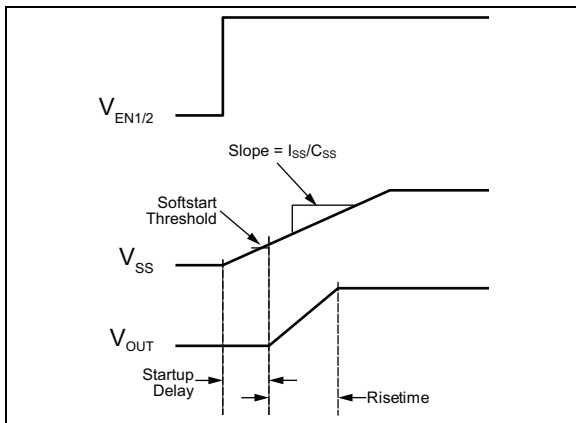 V_EN1/2
Slope = I_SS/C_SS
Softstart
Threshold
V_SS
V_OUT
Startup
Delay
Risetime